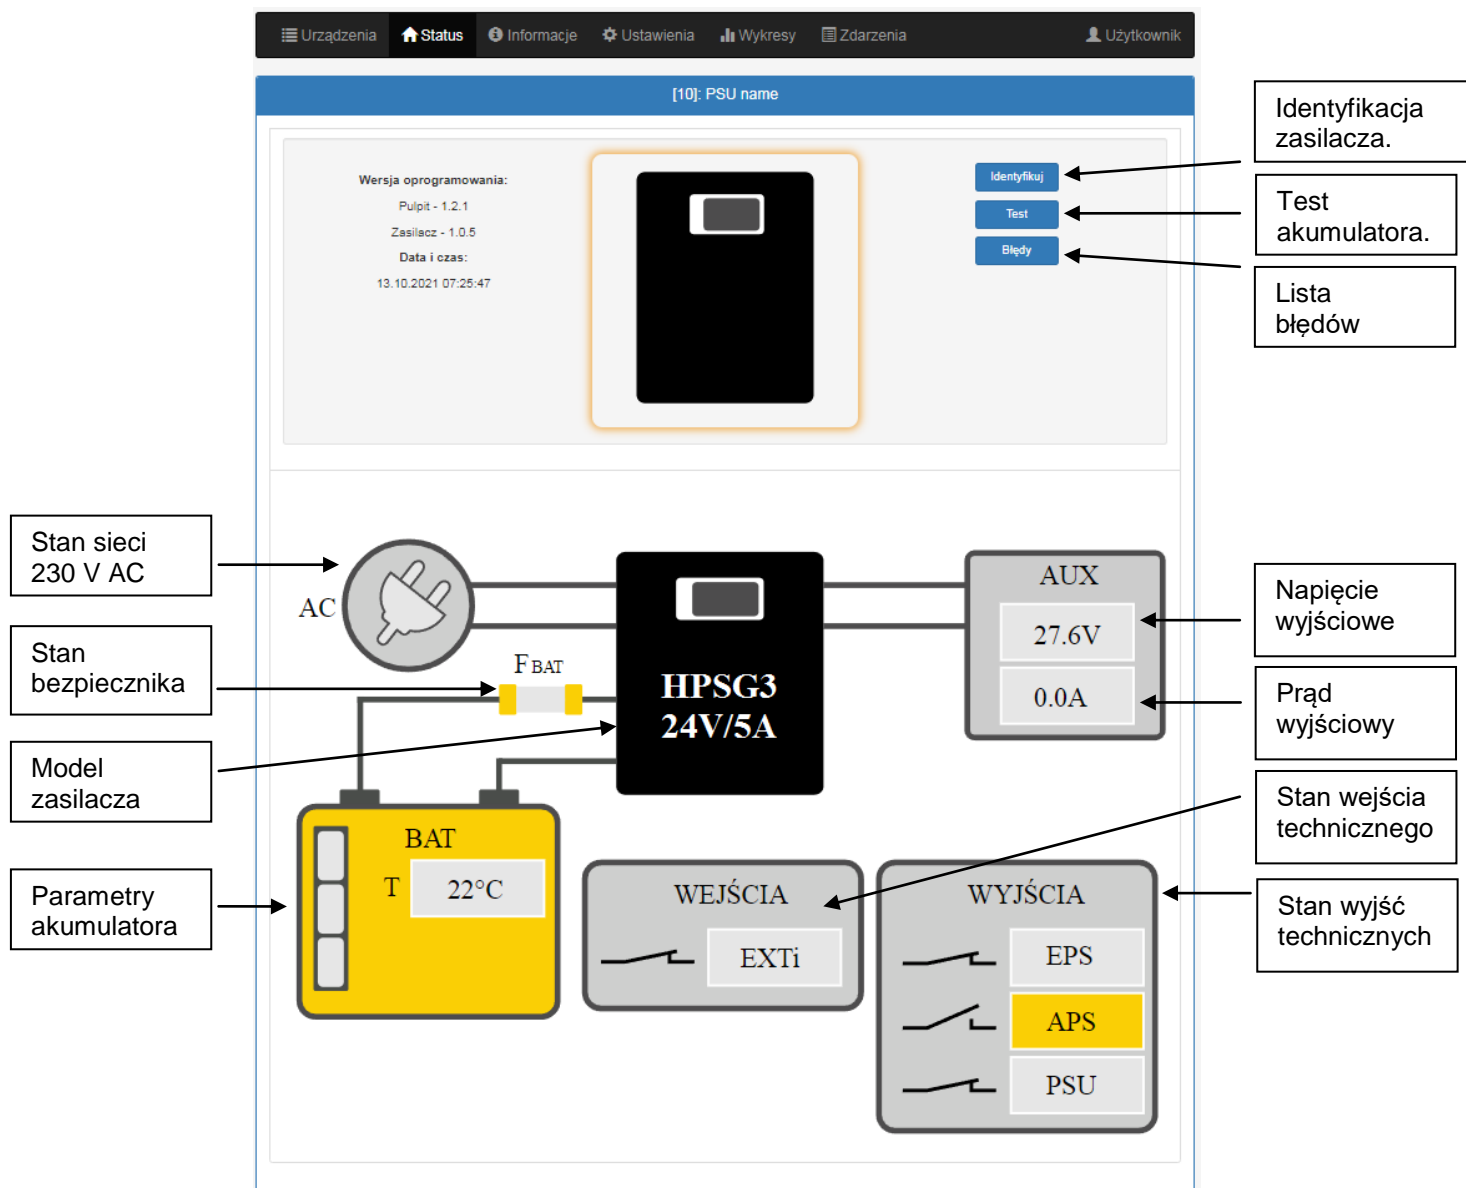 Urządzenia Status Informacje Ustawienia Wykresy Zdarzenia Użytkownik
[10]: PSU name
Wersja oprogramowania:
Pulpit - 1.2.1
Zasilacz - 1.0.5
Data i czas:
13.10.2021 07:25:47
Identyfikuj
Test
Błędy
Identyfikacja
zasilacza.
Test
akumulatora.
Lista
błędów
Stan sieci
230 V AC
Stan
bezpiecznika
Model
zasilacza
Parametry
akumulatora
AC
F BAT
HPSG3
24V/5A
AUX
27.6V
0.0A
BAT
T 22°C
WEJŚCIA
EXTi
WYJŚCIA
EPS
APS
PSU
Napięcie
wyjściowe
Prąd
wyjściowy
Stan wejścia
technicznego
Stan wyjść
technicznych